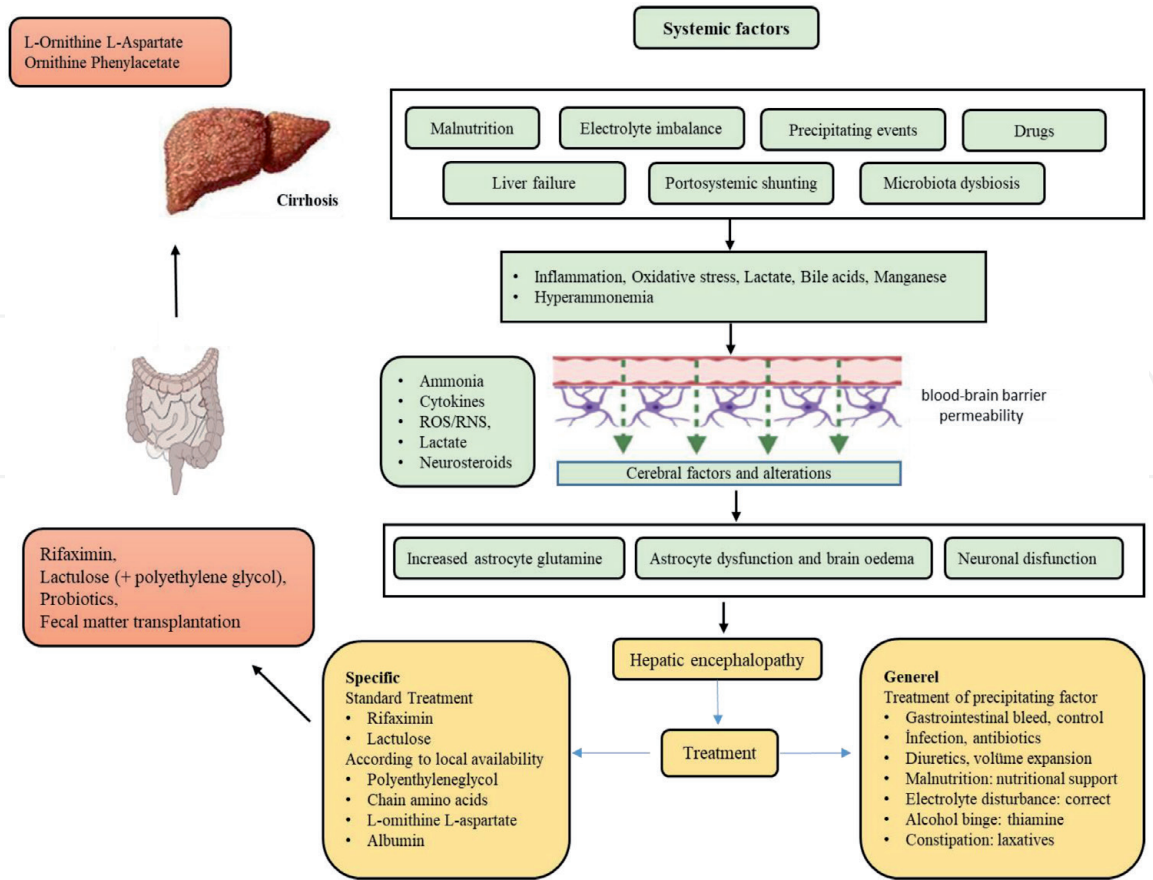 L-Ornithine L-Aspartate
Ornithine Phenylacetate
Cirrhosis
Systemic factors
Malnutrition
Electrolyte imbalance
Precipitating events
Drugs
Liver failure
Portosystemic shunting
Microbiota dysbiosis
• Inflammation, Oxidative stress, Lactate, Bile acids, Manganese
• Hyperammonemia
• Ammonia
• Cytokines
• ROS/RNS,
• Lactate
• Neurosteroids
blood-brain barrier
permeability
Cerebral factors and alterations
Increased astrocyte glutamine
Astrocyte dysfunction and brain oedema
Neuronal disfunction
Rifaximin,
Lactulose (+ polyethylene glycol),
Probiotics,
Fecal matter transplantation
Hepatic encephalopathy
Treatment
Specific
Standard Treatment
• Rifaximin
• Lactulose
According to local availability
• Polyenthyleneglycol
• Chain amino acids
• L-omithine L-aspartate
• Albumin
Generel
Treatment of precipitating factor
• Gastrointestinal bleed, control
• İnfection, antibiotics
• Diuretics, volüme expansion
• Malnutrition: nutritional support
• Electrolyte disturbance: correct
• Alcohol binge: thiamine
• Constipation: laxatives